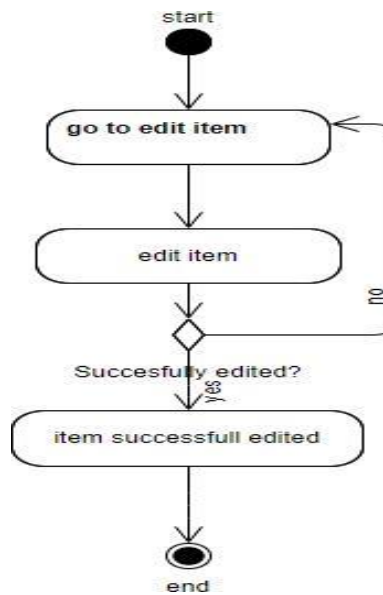 start
go to edit item
edit item
no
Succesfully edited?
yes
item successfull edited
end